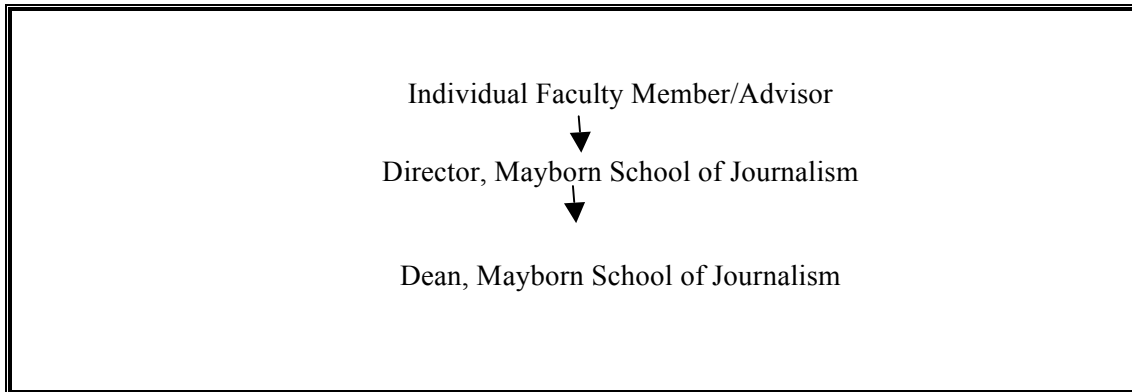 Individual Faculty Member/Advisor
Director, Mayborn School of Journalism
Dean, Mayborn School of Journalism